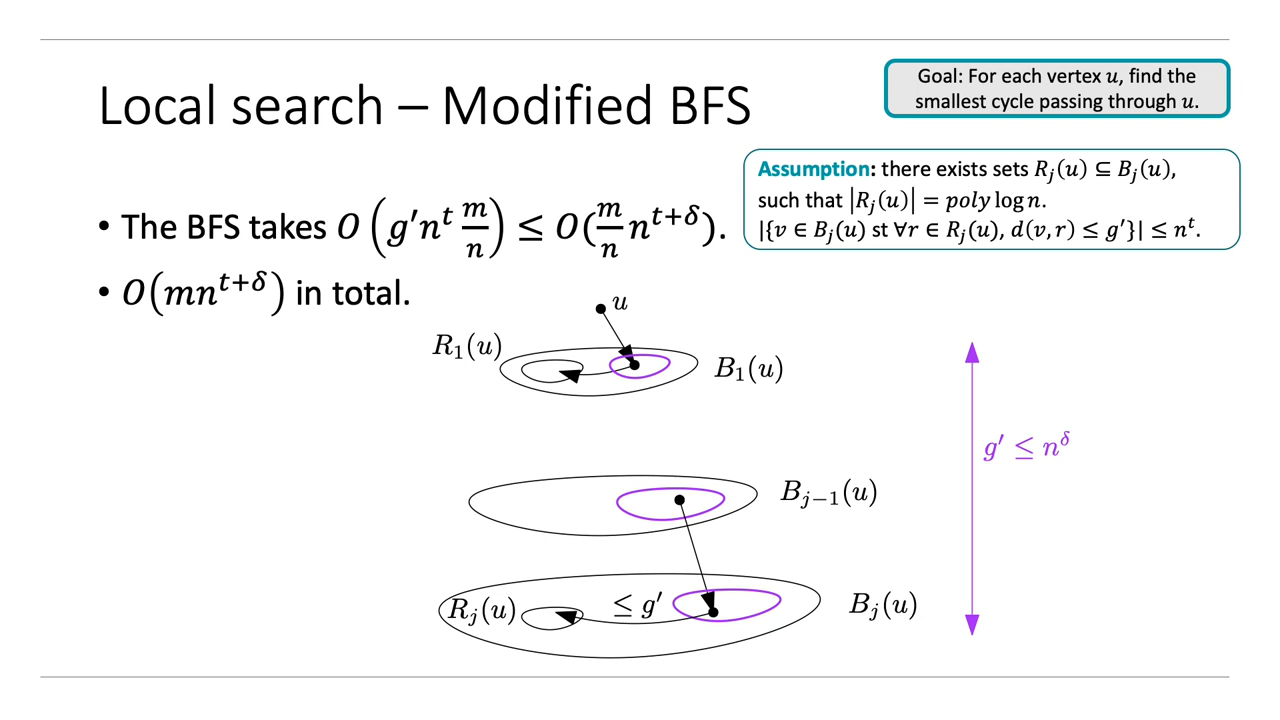 Local search – Modified BFS
Goal: For each vertex u, find the
smallest cycle passing through u.
Assumption: there exists sets R_j(u) ⊆ B_j(u),
such that |R_j(u)| = poly log n.
|{v ∈ B_j(u) st ∀r ∈ R_j(u), d(v, r) ≤ g′}| ≤ n^t.
• The BFS takes O(g′n^t m/n) ≤ O(m/n n^{t+δ}).
• O(mn^{t+δ}) in total.
u
R_1(u)
B_1(u)
g′ ≤ n^δ
B_{j−1}(u)
R_j(u)
≤ g′
B_j(u)